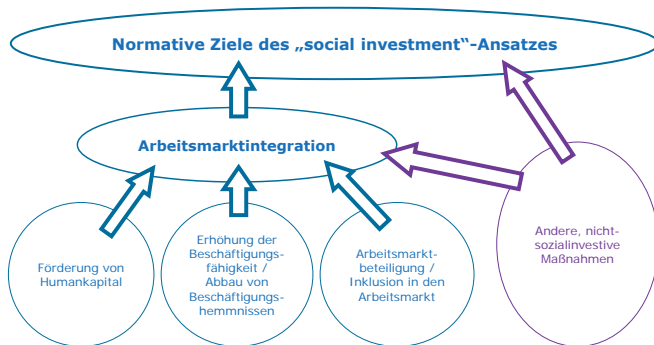 Normative Ziele des „social investment“-Ansatzes
Arbeitsmarktintegration
Förderung von
Humankapital
Erhöhung der
Beschäftigungs-
fähigkeit /
Abbau von
Beschäftigungs-
hemmnissen
Arbeitsmarkt-
beteiligung /
Inklusion in den
Arbeitsmarkt
Andere, nicht-
sozialinvestive
Maßnahmen